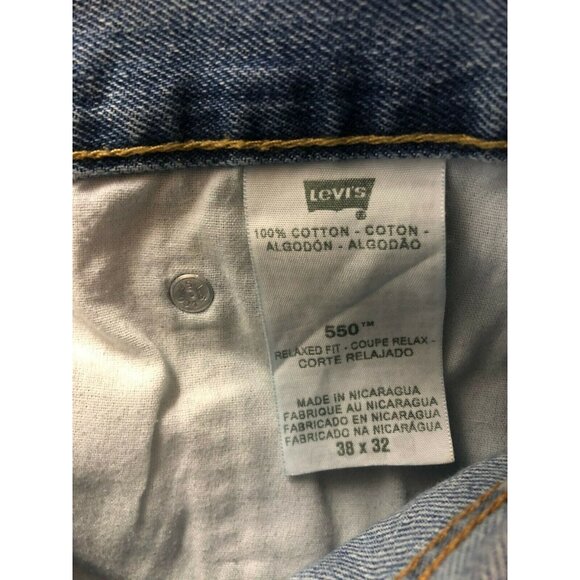 Levi's
®
100% COTTON - COTON -
ALGODÓN - ALGODÃO
550™
RELAXED FIT - COUPE RELAX -
CORTE RELAJADO
MADE IN NICARAGUA
FABRIQUE AU NICARAGUA
FABRICADO EN NICARAGUA
FABRICADO NA NICARÁGUA
38 x 32